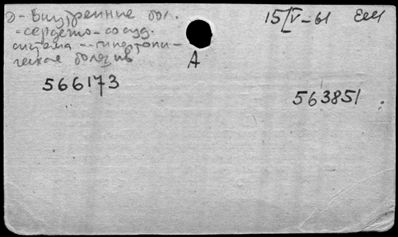 Э- Внутренние бол. 15/IV-61
-сердечно-сосуд.
система -- гипертони-
ческая болезнь
А
566173
563851